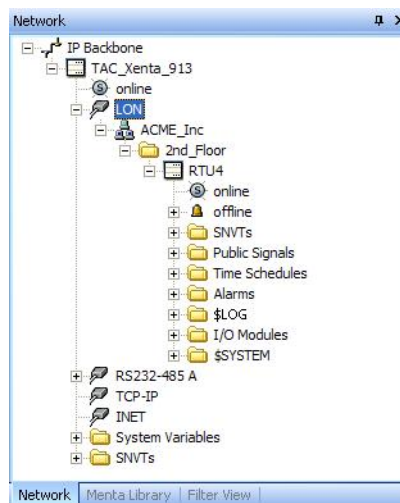 Network
IP Backbone
TAC_Xenta_913
online
LON
ACME_Inc
2nd_Floor
RTU4
online
offline
SNVTs
Public Signals
Time Schedules
Alarms
$LOG
I/O Modules
$SYSTEM
RS232-485 A
TCP-IP
INET
System Variables
SNVTs
Network Menta Library Filter View